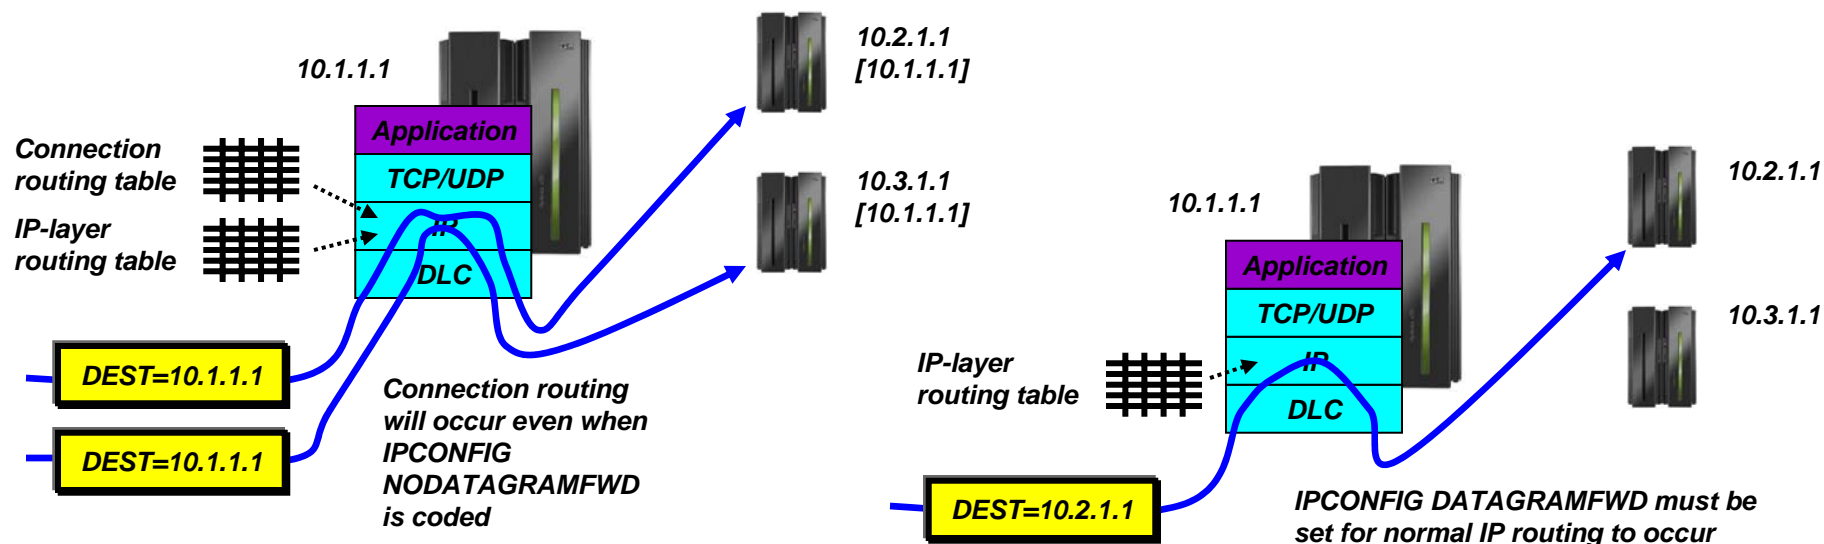 10.1.1.1
Application
TCP/UDP
IP
DLC
Connection
routing table
IP-layer
routing table
DEST=10.1.1.1
DEST=10.1.1.1
Connection routing
will occur even when
IPCONFIG
NODATAGRAMFWD
is coded
10.2.1.1
[10.1.1.1]
10.3.1.1
[10.1.1.1]
10.1.1.1
Application
TCP/UDP
IP
DLC
IP-layer
routing table
DEST=10.2.1.1
10.2.1.1
10.3.1.1
IPCONFIG DATAGRAMFWD must be
set for normal IP routing to occur